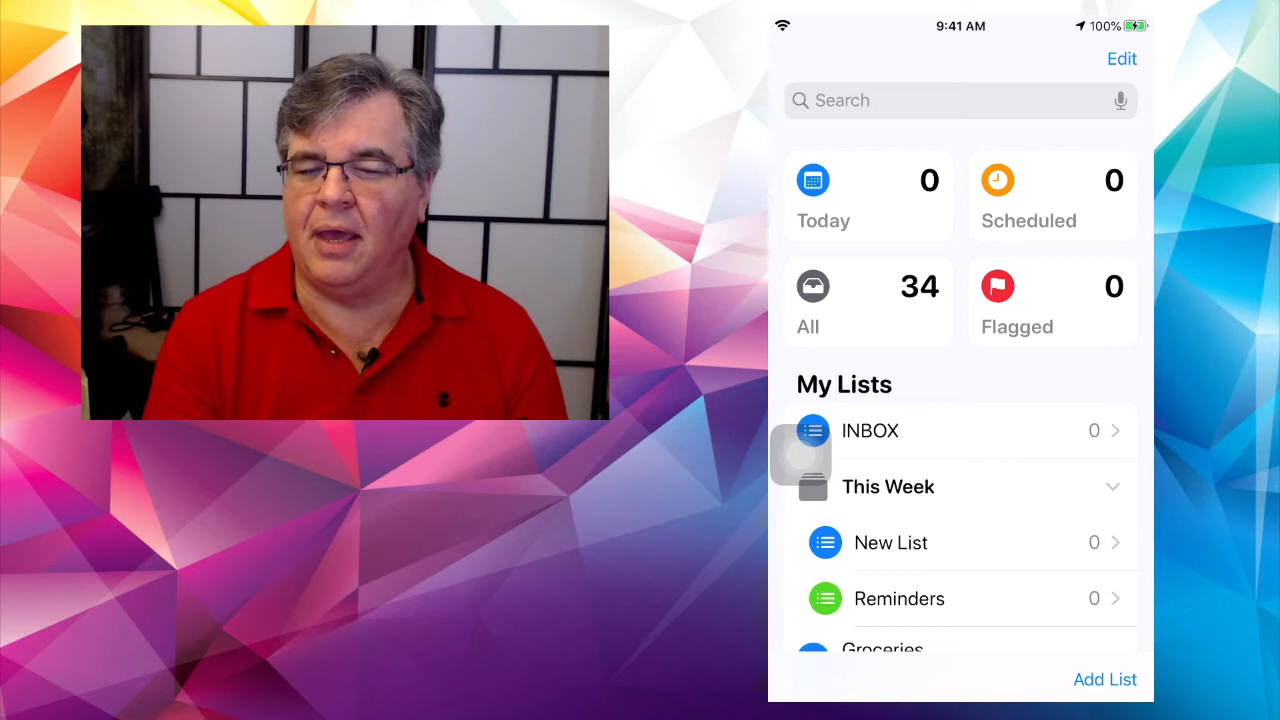 9:41 AM
100%
Edit
Search
0
0
Today
Scheduled
34
0
All
Flagged
My Lists
INBOX
0
This Week
New List
0
Reminders
0
Groceries
Add List